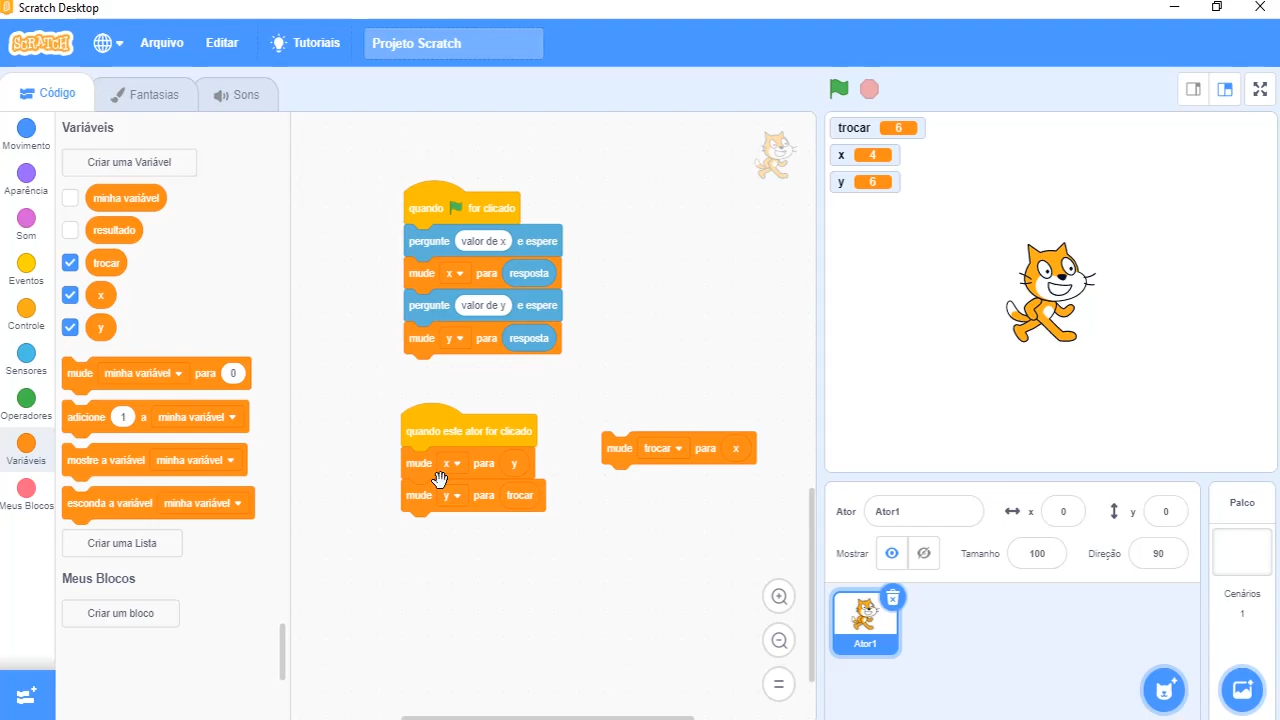 Scratch Desktop
SCRATCH
Arquivo
Editar
Tutoriais
Projeto Scratch
Código
Fantasias
Sons
Movimento
Aparência
Som
Eventos
Controle
Sensores
Operadores
Variáveis
Meus Blocos
Variáveis
Criar uma Variável
minha variável
resultado
trocar
x
y
mude minha variável para 0
adicione 1 a minha variável
mostre a variável minha variável
esconda a variável minha variável
Criar uma Lista
Meus Blocos
Criar um bloco
quando for clicado
pergunte valor de x e espere
mude x para resposta
pergunte valor de y e espere
mude y para resposta
quando este ator for clicado
mude x para y
mude y para trocar
mude trocar para x
trocar 6
x 4
y 6
Ator Ator1 x 0 y 0
Mostrar Tamanho 100 Direção 90
Ator1
Palco
Cenários
1